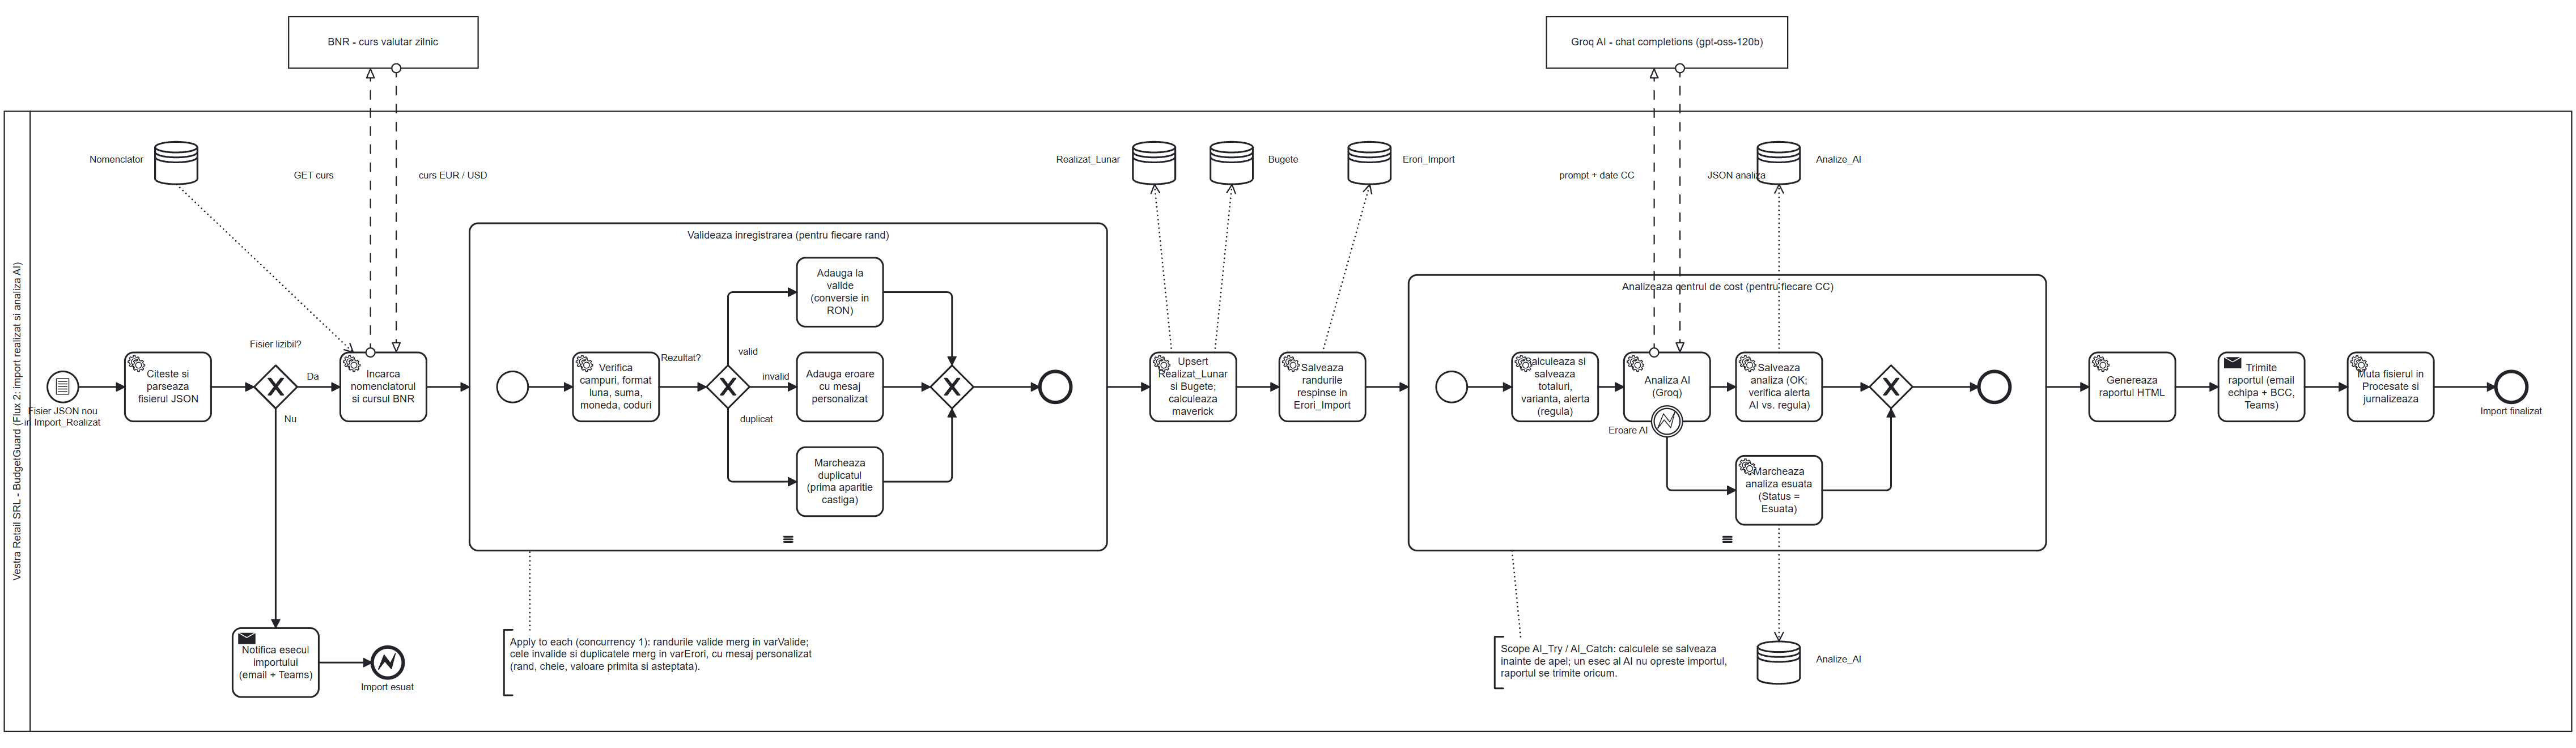 BNR - curs valutar zilnic
Groq AI - chat completions (gpt-oss-120b)
Vestra Retail SRL - BudgetGuard (Flux 2: import realizat si analiza AI)
Nomenclator
GET curs
curs EUR / USD
Realizat_Lunar
Bugete
Erori_Import
prompt + date CC
JSON analiza
Analize_AI
Fisier JSON nou
in Import_Realizat
Citeste si
parseaza
fisierul JSON
Fisier lizibil?
Da
Nu
Incarca
nomenclatorul
si cursul BNR
Notifica esecul
importului
(email + Teams)
Import esuat
Valideaza inregistrarea (pentru fiecare rand)
Verifica
campuri, format
luna, suma,
moneda, coduri
Rezultat?
valid
invalid
duplicat
Adauga la
valide
(conversie in
RON)
Adauga eroare
cu mesaj
personalizat
Marcheaza
duplicatul
(prima aparitie
castiga)
Apply to each (concurrency 1): randurile valide merg in varValide;
cele invalide si duplicatele merg in varErori, cu mesaj personalizat
(rand, cheie, valoare primita si asteptata).
Upsert
Realizat_Lunar
si Bugete;
calculeaza
maverick
Salveaza
randurile
respinse in
Erori_Import
Analizeaza centrul de cost (pentru fiecare CC)
Calculeaza si
salveaza
totaluri,
varianta, alerta
(regula)
Analiza AI
(Groq)
Eroare AI
Salveaza
analiza (OK;
verifica alerta
AI vs. regula)
Marcheaza
analiza esuata
(Status =
Esuata)
Scope AI_Try / AI_Catch: calculele se salveaza
inainte de apel; un esec al AI nu opreste importul,
raportul se trimite oricum.
Analize_AI
Genereaza
raportul HTML
Trimite
raportul (email
echipa + BCC,
Teams)
Muta fisierul in
Procesate si
jurnalizeaza
Import finalizat